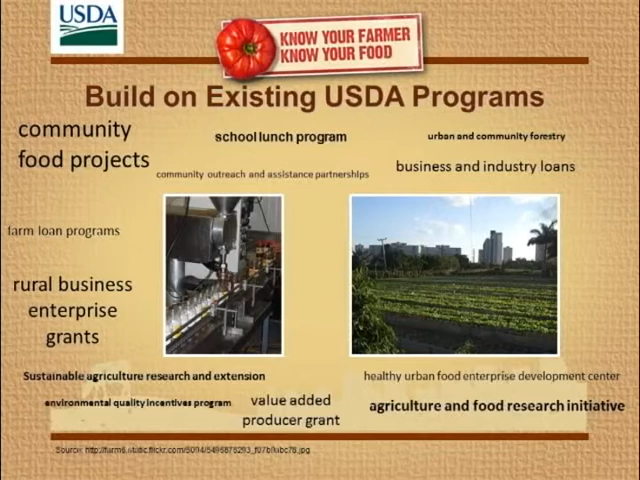 USDA
KNOW YOUR FARMER
KNOW YOUR FOOD
Build on Existing USDA Programs
community
food projects
school lunch program
urban and community forestry
community outreach and assistance partnerships
business and industry loans
farm loan programs
rural business
enterprise
grants
Sustainable agriculture research and extension
healthy urban food enterprise development center
environmental quality incentives program
value added
producer grant
agriculture and food research initiative
Source: